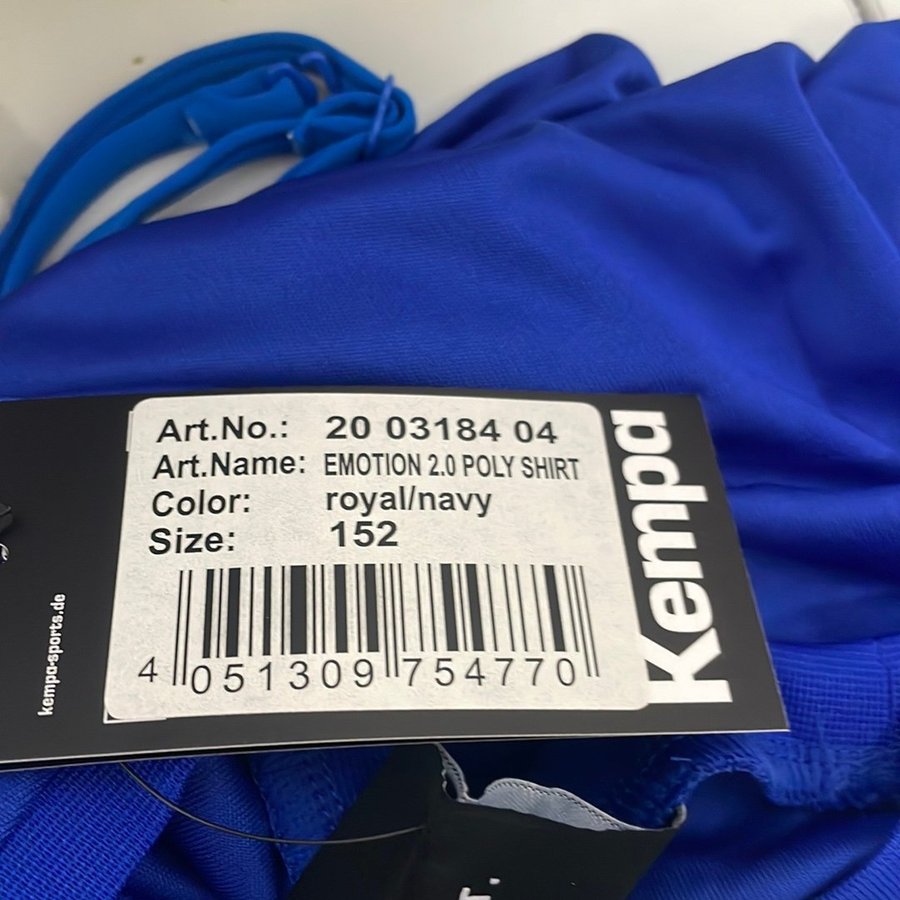 Art.No.: 20 03184 04
Art.Name: EMOTION 2.0 POLY SHIRT
Color: royal/navy
Size: 152
4 051309 754770
Kempa
kempa-sports.de